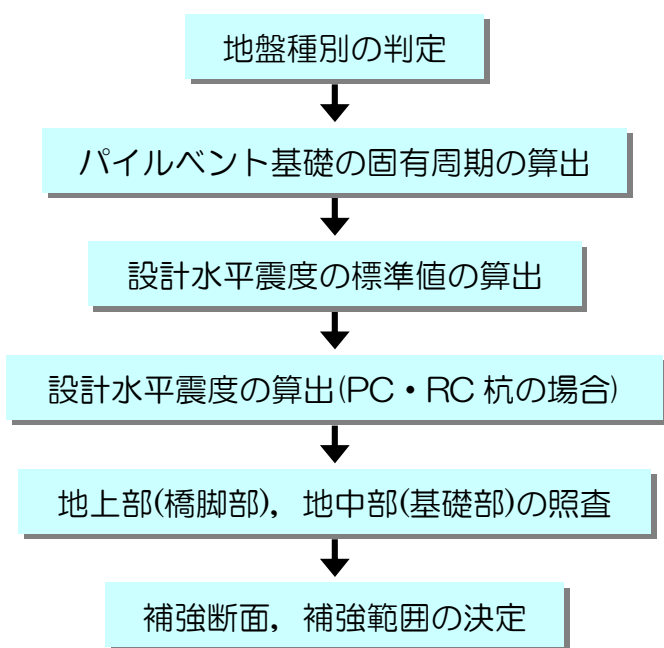 地盤種別の判定
パイルベント基礎の固有周期の算出
設計水平震度の標準値の算出
設計水平震度の算出(PC・RC 杭の場合)
地上部(橋脚部)，地中部(基礎部)の照査
補強断面，補強範囲の決定